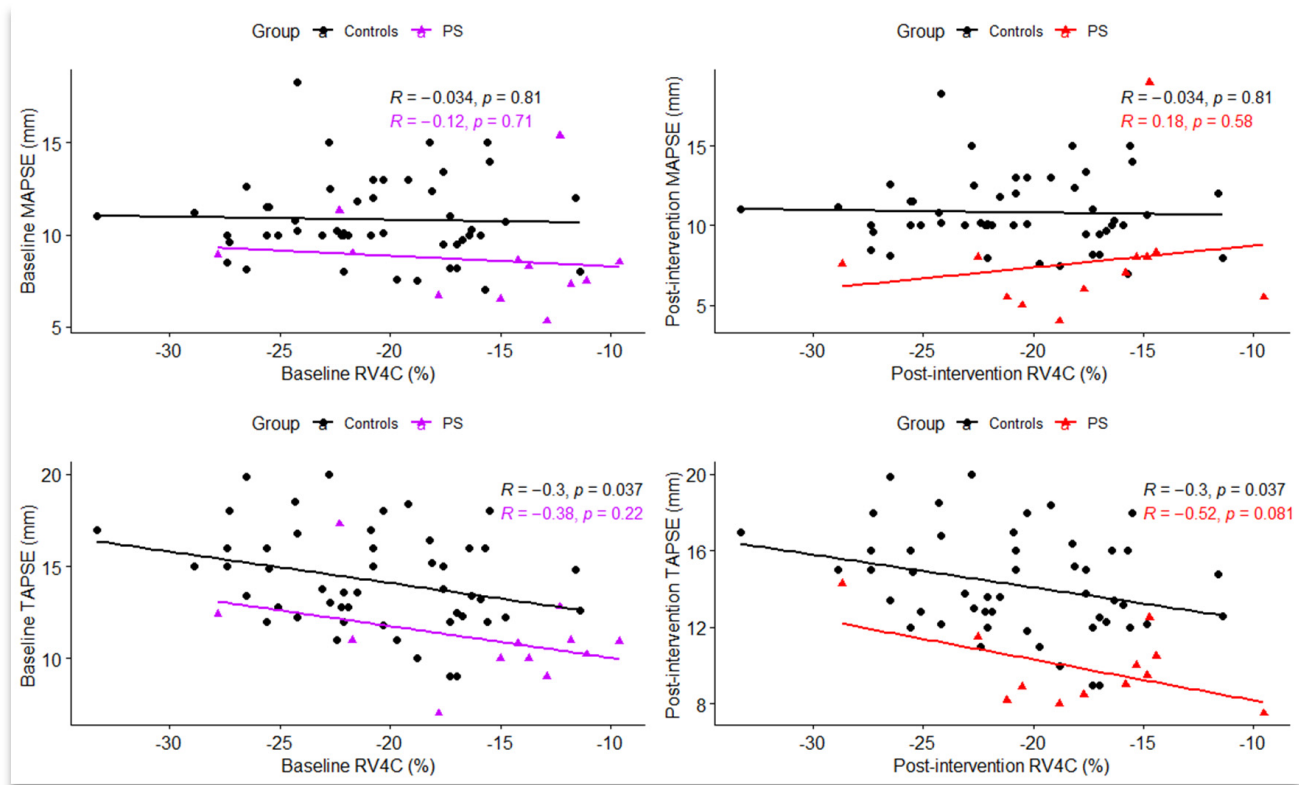 Group a Controls a PS
Baseline MAPSE (mm)
15
10
5
R = −0.034, p = 0.81
R = −0.12, p = 0.71
-30 -25 -20 -15 -10
Baseline RV4C (%)
Group a Controls a PS
Post-intervention MAPSE (mm)
15
10
5
R = −0.034, p = 0.81
R = 0.18, p = 0.58
-30 -25 -20 -15 -10
Post-intervention RV4C (%)
Group a Controls a PS
Baseline TAPSE (mm)
20
15
10
R = −0.3, p = 0.037
R = −0.38, p = 0.22
-30 -25 -20 -15 -10
Baseline RV4C (%)
Group a Controls a PS
Post-intervention TAPSE (mm)
20
16
12
8
R = −0.3, p = 0.037
R = −0.52, p = 0.081
-30 -25 -20 -15 -10
Post-intervention RV4C (%)